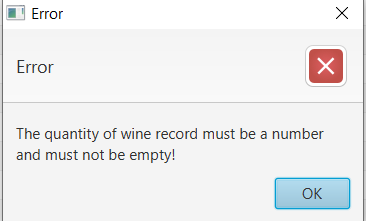 Error
Error
The quantity of wine record must be a number
and must not be empty!
OK